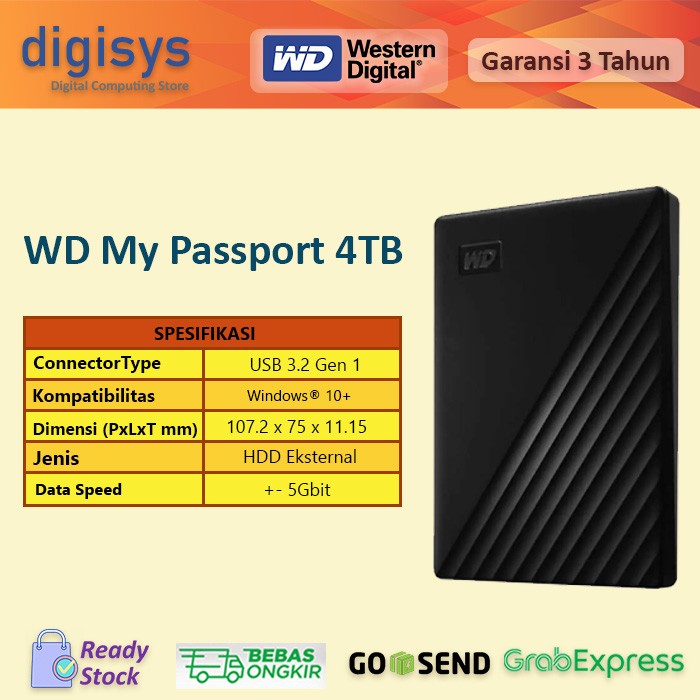 digisys
Digital Computing Store
WD Western
Digital®
Garansi 3 Tahun
WD My Passport 4TB
WD
SPESIFIKASI
ConnectorType USB 3.2 Gen 1
Kompatibilitas Windows® 10+
Dimensi (PxLxT mm) 107.2 x 75 x 11.15
Jenis HDD Eksternal
Data Speed +- 5Gbit
Ready
Stock
BEBAS
ONGKIR
GO SEND
GrabExpress